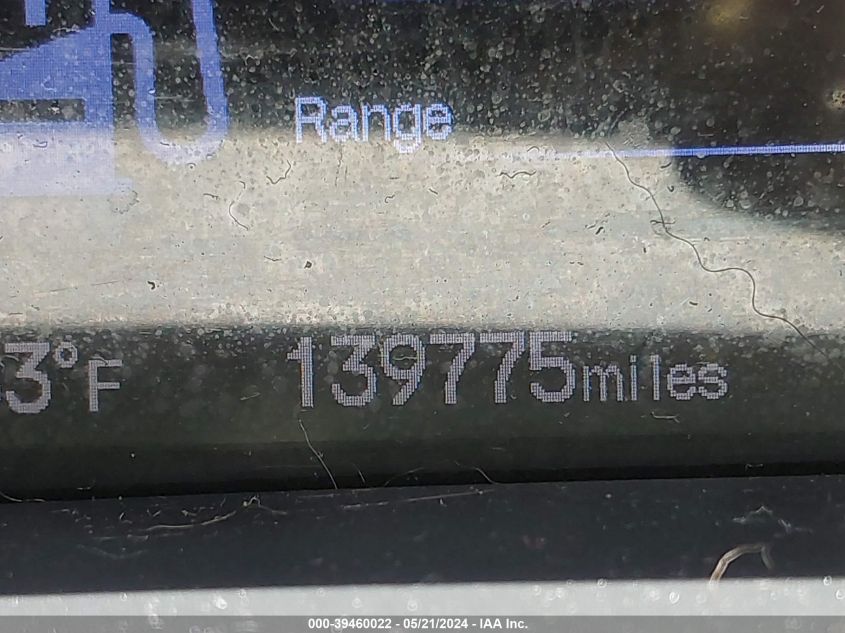 Range
3°F 139775miles
000-39460022 - 05/21/2024 - IAA Inc.